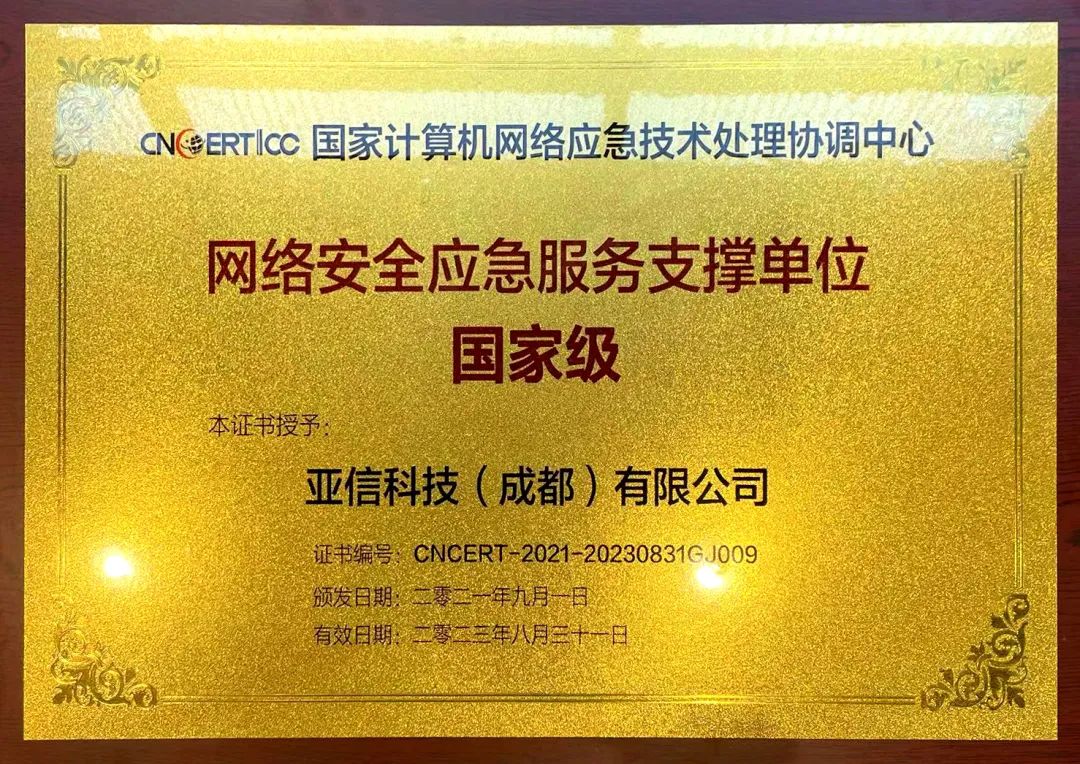 CNCERT/CC 国家计算机网络应急技术处理协调中心
网络安全应急服务支撑单位
国家级
本证书授予：
亚信科技（成都）有限公司
证书编号：CNCERT-2021-20230831GJ009
颁发日期：二零二一年九月一日
有效日期：二零二三年八月三十一日